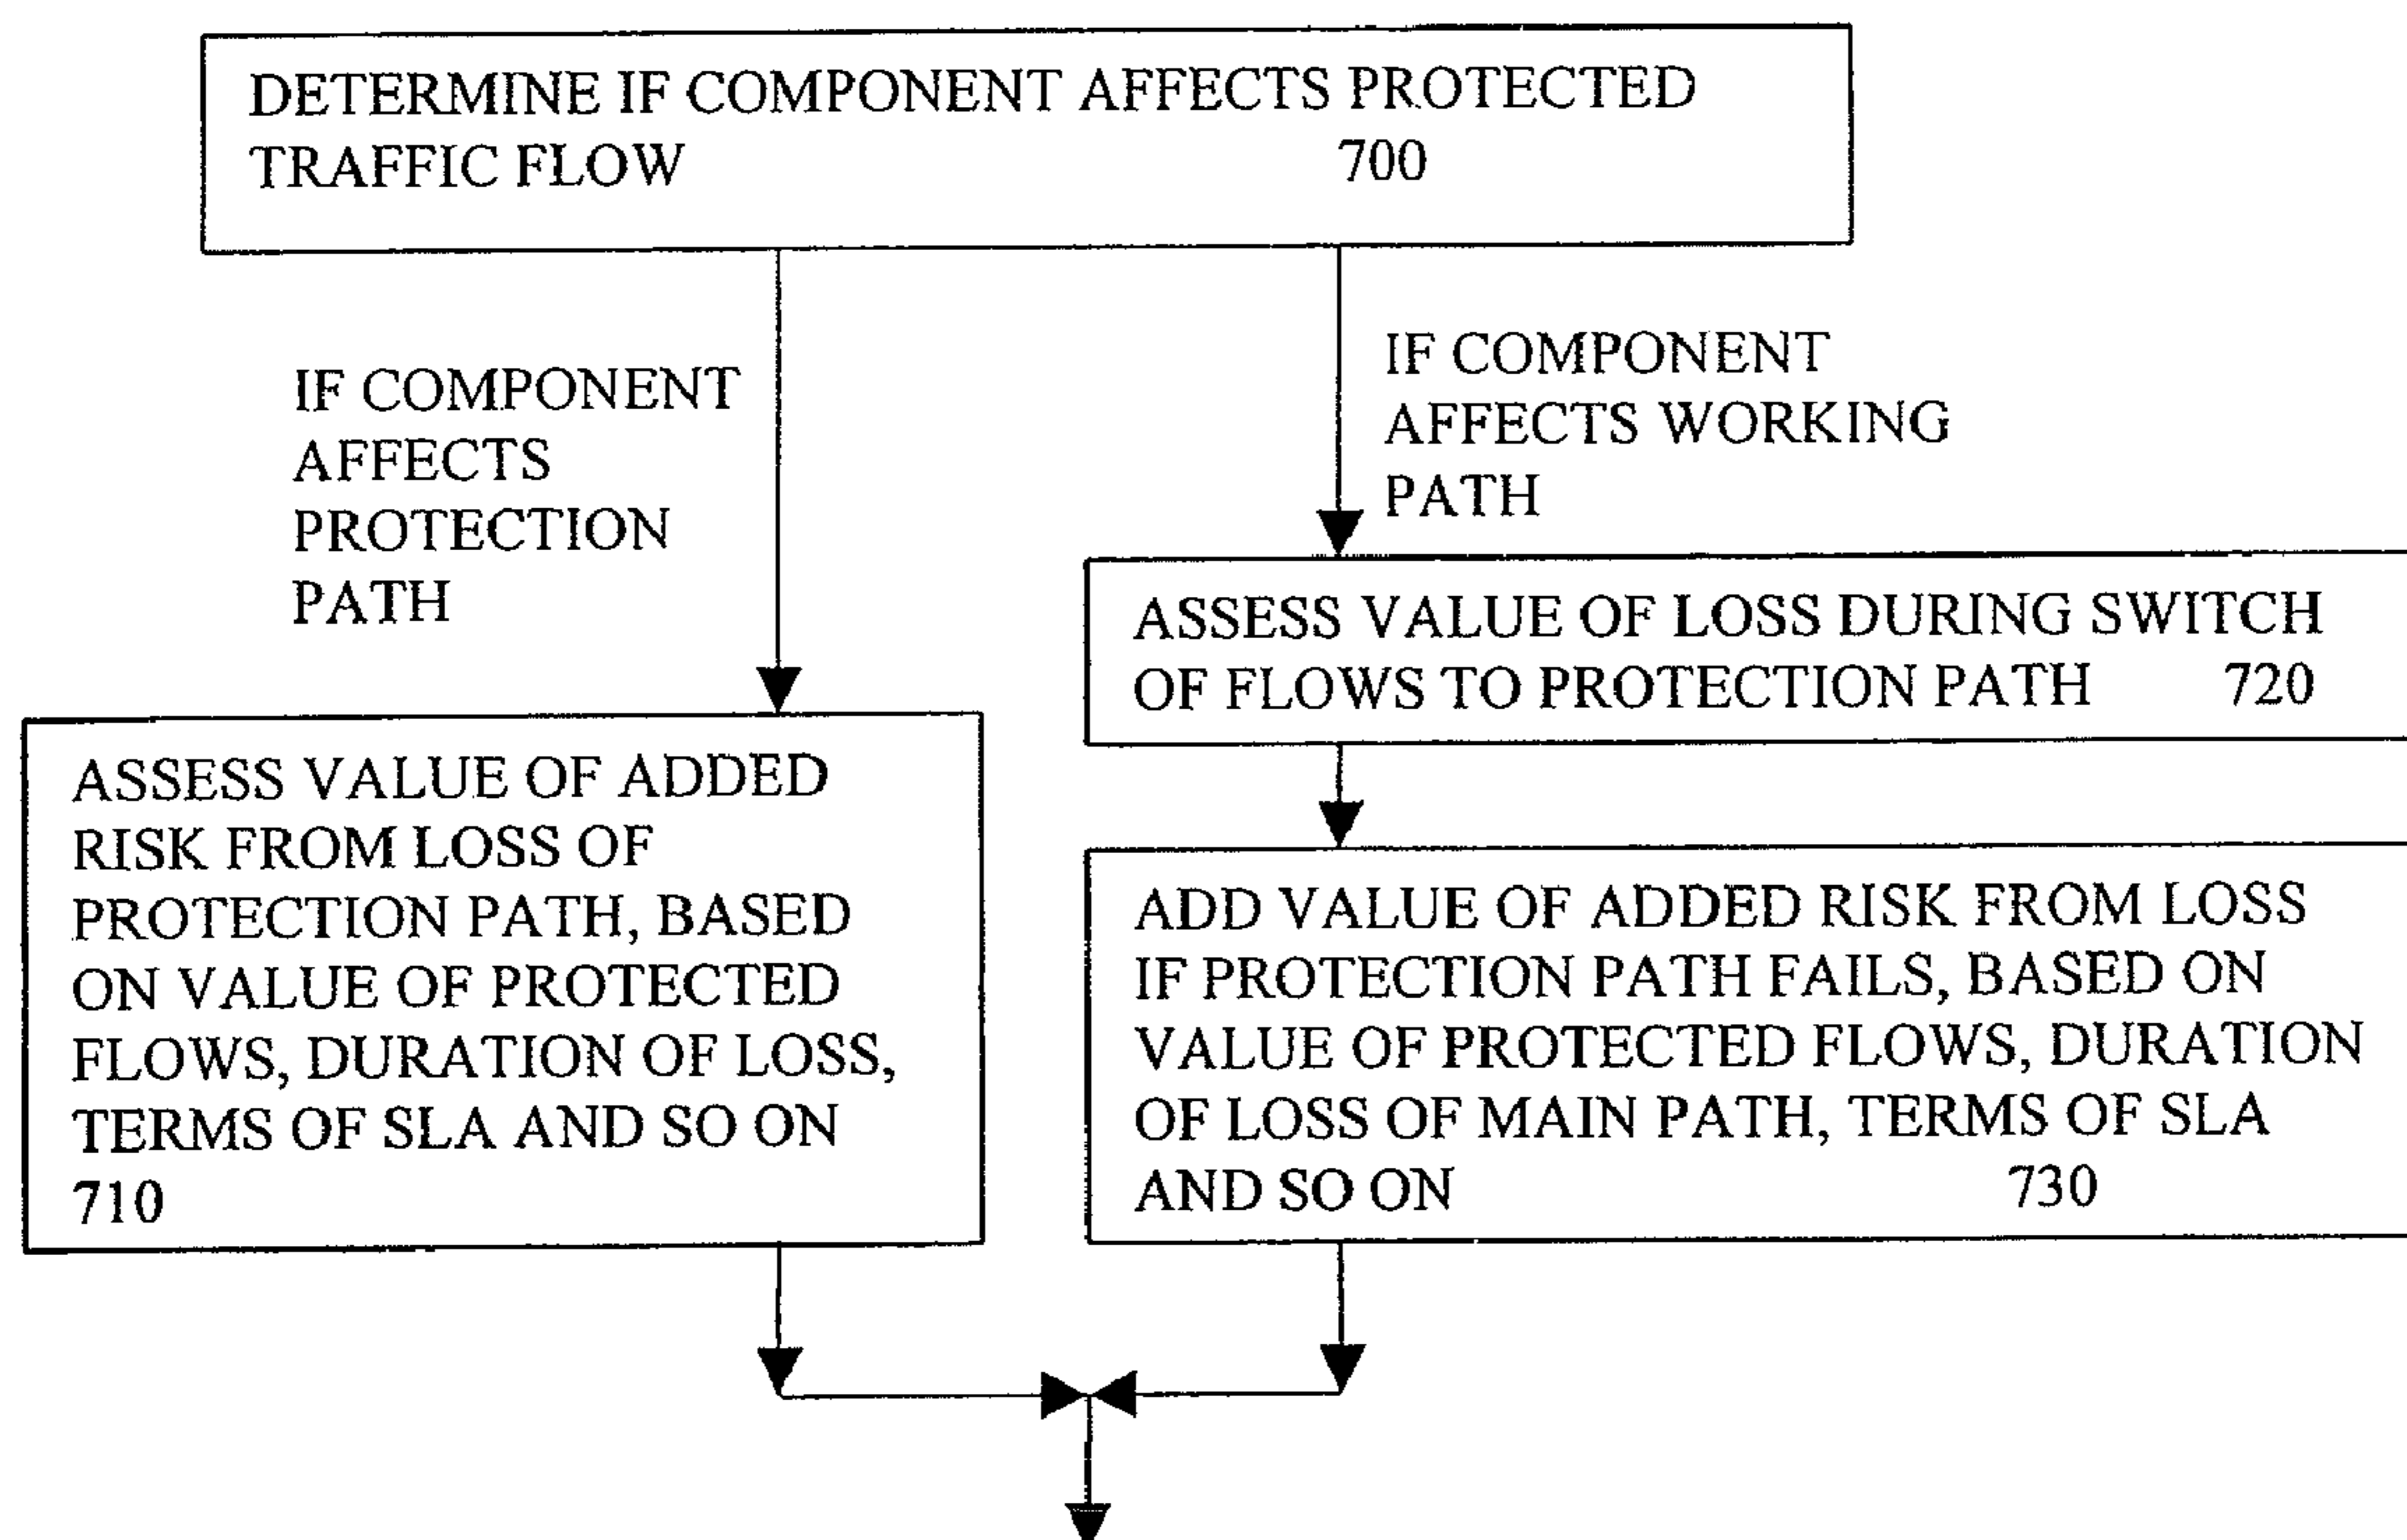 DETERMINE IF COMPONENT AFFECTS PROTECTED
TRAFFIC FLOW 700
IF COMPONENT
AFFECTS
PROTECTION
PATH
IF COMPONENT
AFFECTS WORKING
PATH
ASSESS VALUE OF ADDED
RISK FROM LOSS OF
PROTECTION PATH, BASED
ON VALUE OF PROTECTED
FLOWS, DURATION OF LOSS,
TERMS OF SLA AND SO ON
710
ASSESS VALUE OF LOSS DURING SWITCH
OF FLOWS TO PROTECTION PATH 720
ADD VALUE OF ADDED RISK FROM LOSS
IF PROTECTION PATH FAILS, BASED ON
VALUE OF PROTECTED FLOWS, DURATION
OF LOSS OF MAIN PATH, TERMS OF SLA
AND SO ON 730